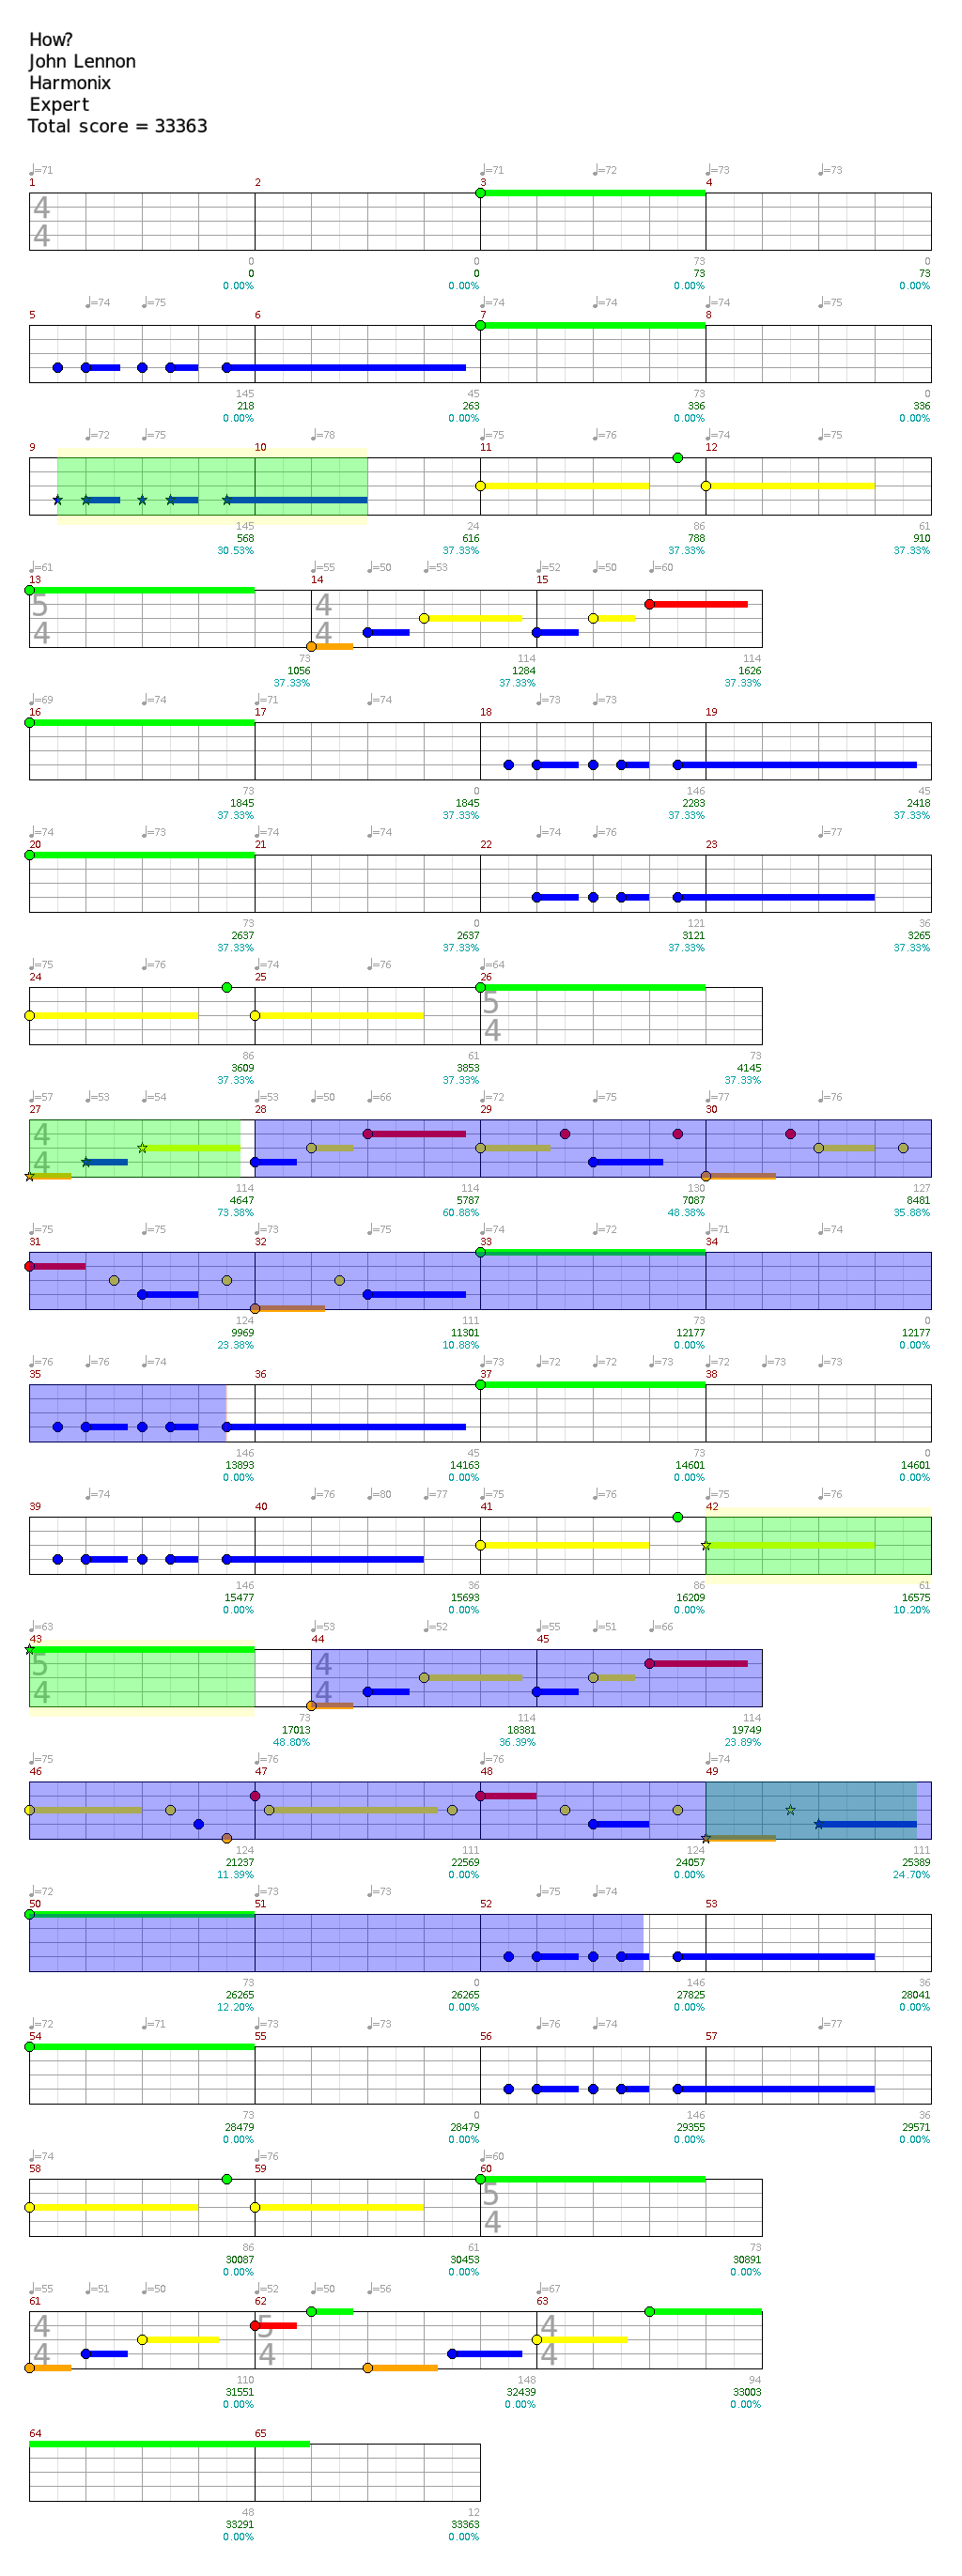 How?
John Lennon
Harmonix
Expert
Total score = 33363
♩=71 ♩=71 ♩=72 ♩=73 ♩=73
1 2 3 4
4
4
0 0 73 0
0 0 73 73
0.00% 0.00% 0.00% 0.00%
♩=74 ♩=75 ♩=74 ♩=74 ♩=74 ♩=75
5 6 7 8
145 45 73 0
218 263 336 336
0.00% 0.00% 0.00% 0.00%
♩=72 ♩=75 ♩=78 ♩=75 ♩=76 ♩=74 ♩=75
9 10 11 12
145 24 86 61
568 616 788 910
30.53% 37.33% 37.33% 37.33%
♩=61 ♩=55 ♩=50 ♩=53 ♩=52 ♩=50 ♩=60
13 14 15
5 4
4 4
73 114 114
1056 1284 1626
37.33% 37.33% 37.33%
♩=69 ♩=74 ♩=71 ♩=74 ♩=73 ♩=73
16 17 18 19
73 0 146 45
1845 1845 2283 2418
37.33% 37.33% 37.33% 37.33%
♩=74 ♩=73 ♩=74 ♩=74 ♩=74 ♩=76 ♩=77
20 21 22 23
73 0 121 36
2637 2637 3121 3265
37.33% 37.33% 37.33% 37.33%
♩=75 ♩=76 ♩=74 ♩=76 ♩=64
24 25 26
5
4
86 61 73
3609 3853 4145
37.33% 37.33% 37.33%
♩=57 ♩=53 ♩=54 ♩=53 ♩=50 ♩=66 ♩=72 ♩=75 ♩=77 ♩=76
27 28 29 30
4
4
114 114 130 127
4647 5787 7087 8481
73.38% 60.88% 48.38% 35.88%
♩=75 ♩=75 ♩=73 ♩=75 ♩=74 ♩=72 ♩=71 ♩=74
31 32 33 34
124 111 73 0
9969 11301 12177 12177
23.38% 10.88% 0.00% 0.00%
♩=76 ♩=76 ♩=74 ♩=73 ♩=72 ♩=72 ♩=73 ♩=72 ♩=73 ♩=73
35 36 37 38
146 45 73 0
13893 14163 14601 14601
0.00% 0.00% 0.00% 0.00%
♩=74 ♩=76 ♩=80 ♩=77 ♩=75 ♩=76 ♩=75 ♩=76
39 40 41 42
146 36 86 61
15477 15693 16209 16575
0.00% 0.00% 0.00% 10.20%
♩=63 ♩=53 ♩=52 ♩=55 ♩=51 ♩=66
43 44 45
5 4
4 4
73 114 114
17013 18381 19749
48.80% 36.39% 23.89%
♩=75 ♩=76 ♩=76 ♩=74
46 47 48 49
124 111 124 111
21237 22569 24057 25389
11.39% 0.00% 0.00% 24.70%
♩=72 ♩=73 ♩=73 ♩=75 ♩=74
50 51 52 53
73 0 146 36
26265 26265 27825 28041
12.20% 0.00% 0.00% 0.00%
♩=72 ♩=71 ♩=73 ♩=73 ♩=76 ♩=74 ♩=77
54 55 56 57
73 0 146 36
28479 28479 29355 29571
0.00% 0.00% 0.00% 0.00%
♩=74 ♩=76 ♩=60
58 59 60
5
4
86 61 73
30087 30453 30891
0.00% 0.00% 0.00%
♩=55 ♩=51 ♩=50 ♩=52 ♩=50 ♩=56 ♩=67
61 62 63
4 5 4
4 4 4
110 148 94
31551 32439 33003
0.00% 0.00% 0.00%
64 65
48 12
33291 33363
0.00% 0.00%